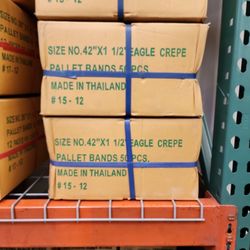 SIZE NO.42"X1 1/2"EAGLE CREPE
PALLET BANDS 50 PCS.
MADE IN THAILAND
# 15 - 12
SIZE NO.42"X1 1/2"EAGLE CREPE
PALLET BANDS 50 PCS.
MADE IN THAILAND
# 15 - 12